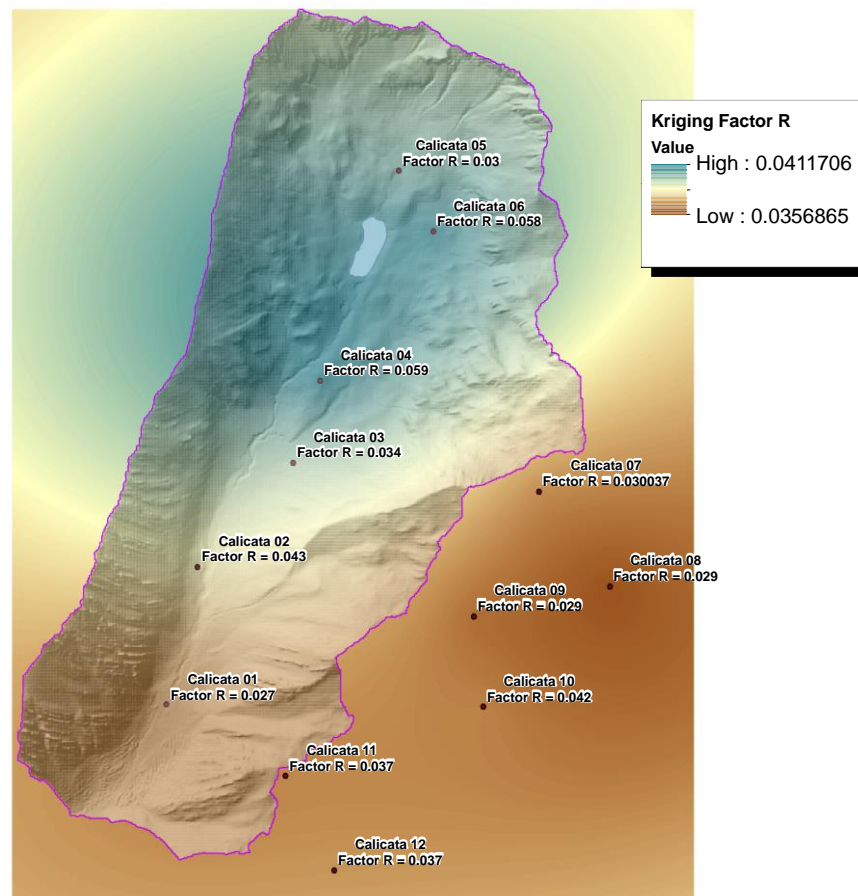 Calicata 05
Factor R = 0.03
Kriging Factor R
Value
High : 0.0411706
Low : 0.0356865
Calicata 06
Factor R = 0.058
Calicata 04
Factor R = 0.059
Calicata 03
Factor R = 0.034
Calicata 07
Factor R = 0.030037
Calicata 02
Factor R = 0.043
Calicata 08
Factor R = 0.029
Calicata 09
Factor R = 0.029
Calicata 01
Factor R = 0.027
Calicata 10
Factor R = 0.042
Calicata 11
Factor R = 0.037
Calicata 12
Factor R = 0.037